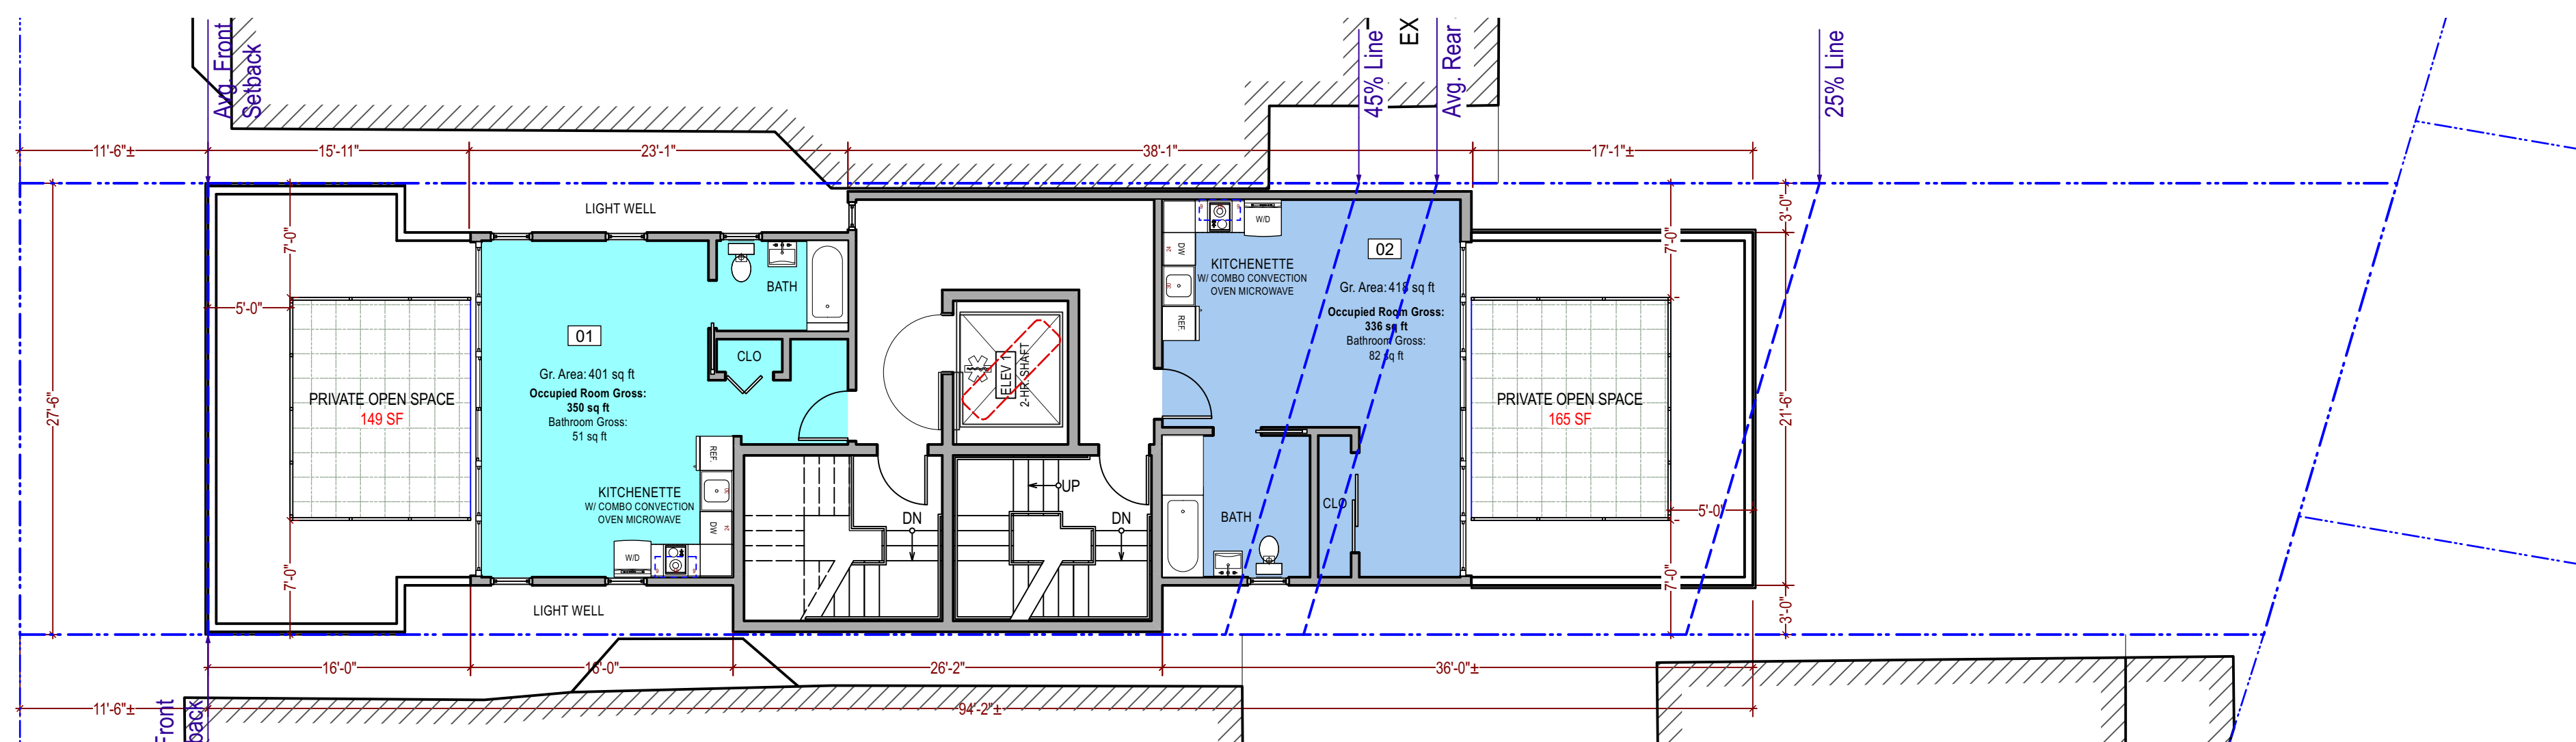 Avg. Front
Setback
45% Line
EX
Avg. Rear
25% Line
11'-6"±
15'-11"
23'-1"
38'-1"
17'-1"±
LIGHT WELL
3'-0"
7'-0"
7'-0"
W/D
DW
24
30
REF.
KITCHENETTE
W/ COMBO CONVECTION
OVEN MICROWAVE
02
Gr. Area: 418 sq ft
Occupied Room Gross:
336 sq ft
Bathroom Gross:
82 sq ft
BATH
5'-0"
01
CLO
ELEV 1
2-HR. SHAFT
Gr. Area: 401 sq ft
Occupied Room Gross:
350 sq ft
Bathroom Gross:
51 sq ft
PRIVATE OPEN SPACE
149 SF
PRIVATE OPEN SPACE
165 SF
27'-6"
21'-6"
REF.
KITCHENETTE
W/ COMBO CONVECTION
OVEN MICROWAVE
30
DW
24
W/D
UP
DN
DN
BATH
CLO
5'-0"
7'-0"
7'-0"
3'-0"
LIGHT WELL
16'-0"
16'-0"
26'-2"
36'-0"±
11'-6"±
94'-2"±
Front
back